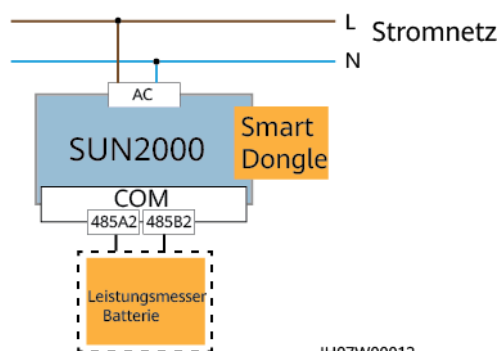 L Stromnetz
N
AC
SUN2000
Smart
Dongle
COM
485A2 485B2
Leistungsmesser
Batterie